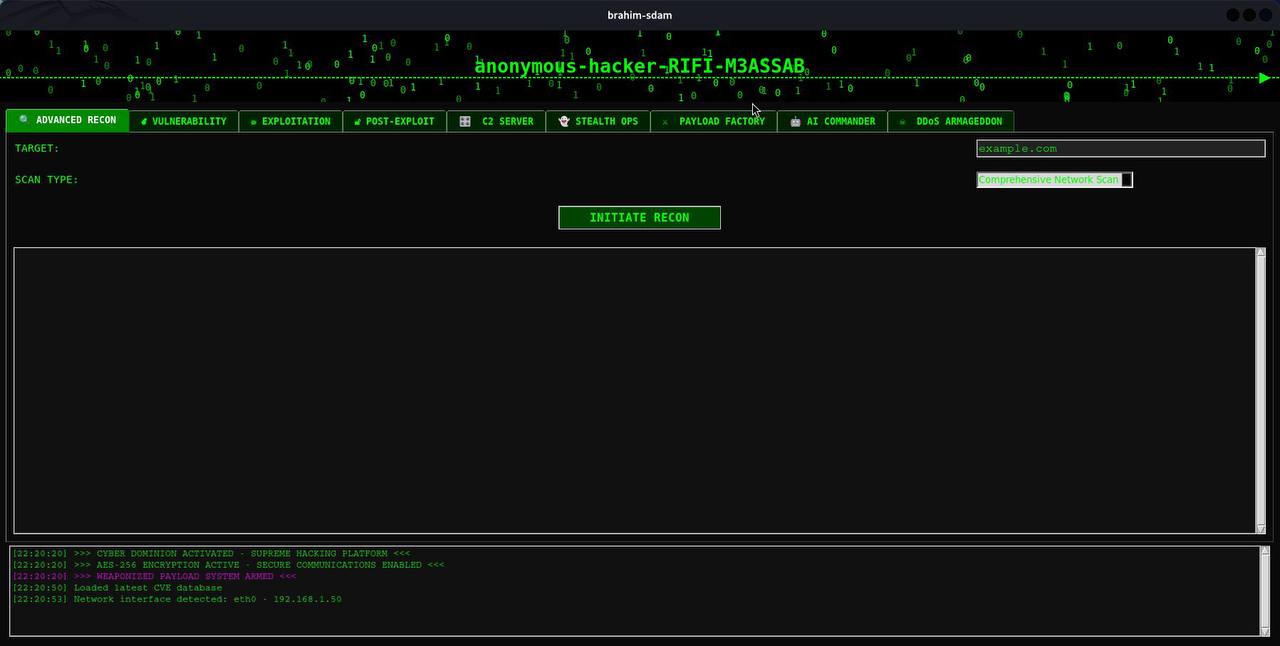 brahim-sdam
anonymous-hacker-RIFI-M3ASSAB
ADVANCED RECON VULNERABILITY EXPLOITATION POST-EXPLOIT C2 SERVER STEALTH OPS PAYLOAD FACTORY AI COMMANDER DDoS ARMAGEDDON
TARGET: example.com
SCAN TYPE: Comprehensive Network Scan
INITIATE RECON
[22:20:20] >>> CYBER DOMINION ACTIVATED - SUPREME HACKING PLATFORM <<<
[22:20:20] >>> AES-256 ENCRYPTION ACTIVE - SECURE COMMUNICATIONS ENABLED <<<
[22:20:20] >>> WEAPONIZED PAYLOAD SYSTEM ARMED <<<
[22:20:50] Loaded latest CVE database
[22:20:53] Network interface detected: eth0 - 192.168.1.50